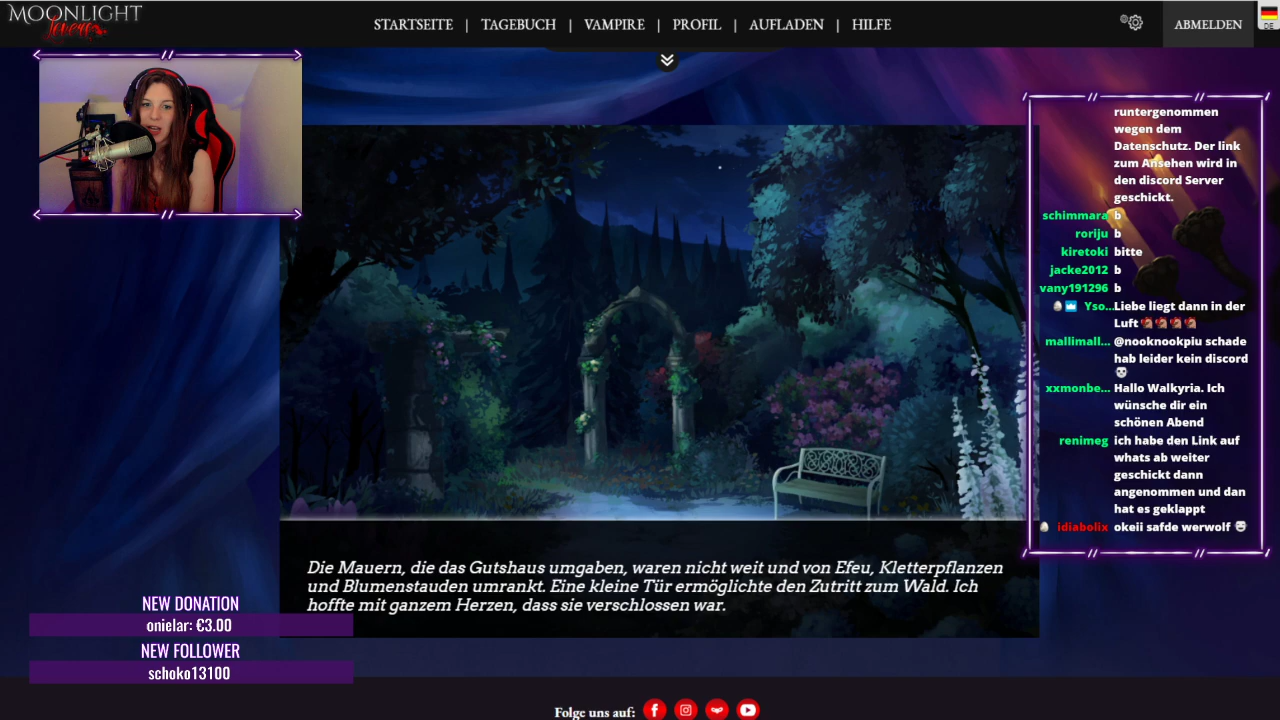 MOONLIGHT
Lovers
STARTSEITE | TAGEBUCH | VAMPIRE | PROFIL | AUFLADEN | HILFE
ABMELDEN
DE
runtergenommen
wegen dem
Datenschutz. Der link
zum Ansehen wird in
den discord Server
geschickt.
schimmara b
roriju b
kiretoki bitte
jacke2012 b
vany191296 b
Yso... Liebe liegt dann in der
Luft
mallimall... @nooknookpiu schade
hab leider kein discord
xxmonbe... Hallo Walkyria. Ich
wünsche dir ein
schönen Abend
renimeg ich habe den Link auf
whats ab weiter
geschickt dann
angenommen und dan
hat es geklappt
idiabolix okeii safde werwolf
Die Mauern, die das Gutshaus umgaben, waren nicht weit und von Efeu, Kletterpflanzen
und Blumenstauden umrankt. Eine kleine Tür ermöglichte den Zutritt zum Wald. Ich
hoffte mit ganzem Herzen, dass sie verschlossen war.
NEW DONATION
onielar: €3.00
NEW FOLLOWER
schoko13100
Folge uns auf: